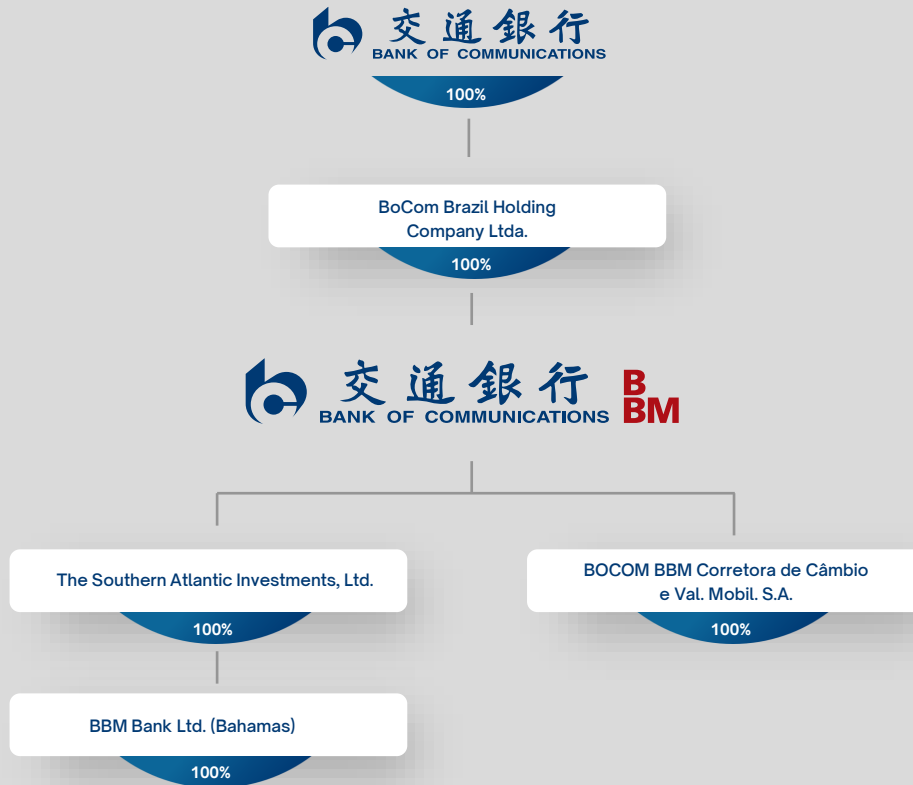 交通銀行
BANK OF COMMUNICATIONS
100%
BoCom Brazil Holding
Company Ltda.
100%
交通銀行
BANK OF COMMUNICATIONS
B
BM
The Southern Atlantic Investments, Ltd.
100%
BOCOM BBM Corretora de Câmbio
e Val. Mobil. S.A.
100%
BBM Bank Ltd. (Bahamas)
100%